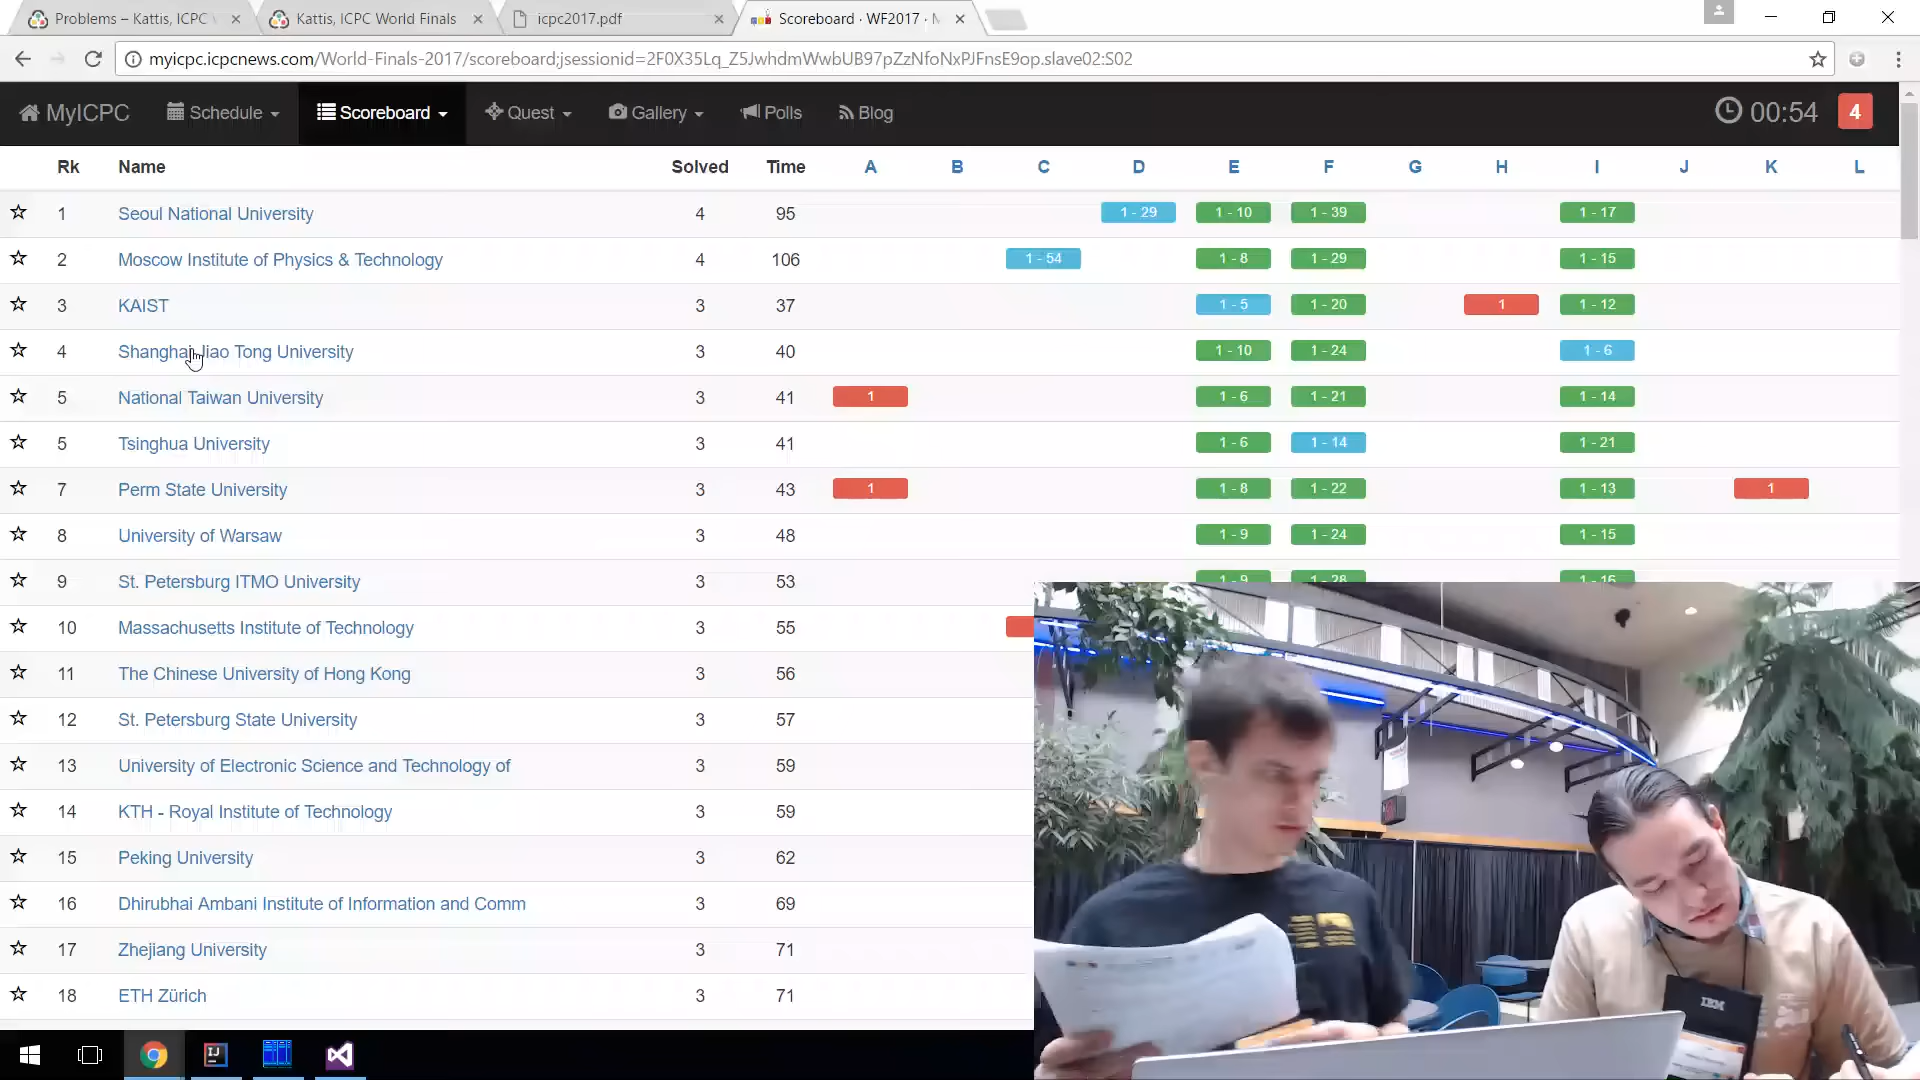 Problems – Kattis, ICPC
Kattis, ICPC World Finals
icpc2017.pdf
Scoreboard · WF2017 ·
myicpc.icpcnews.com/World-Finals-2017/scoreboard;jsessionid=2F0X35Lq_Z5JwhdmWwbUB97pZzNfoNxPJFnsE9op.slave02:S02
MyICPC Schedule Scoreboard Quest Gallery Polls Blog 00:54 4
Rk Name Solved Time A B C D E F G H I J K L
1 Seoul National University 4 95 1 - 29 1 - 10 1 - 39 1 - 17
2 Moscow Institute of Physics & Technology 4 106 1 - 54 1 - 8 1 - 29 1 - 15
3 KAIST 3 37 1 - 5 1 - 20 1 1 - 12
4 Shanghai Jiao Tong University 3 40 1 - 10 1 - 24 1 - 6
5 National Taiwan University 3 41 1 1 - 6 1 - 21 1 - 14
5 Tsinghua University 3 41 1 - 6 1 - 14 1 - 21
7 Perm State University 3 43 1 1 - 8 1 - 22 1 - 13 1
8 University of Warsaw 3 48 1 - 9 1 - 24 1 - 15
9 St. Petersburg ITMO University 3 53 1 - 9 1 - 28 1 - 16
10 Massachusetts Institute of Technology 3 55
11 The Chinese University of Hong Kong 3 56
12 St. Petersburg State University 3 57
13 University of Electronic Science and Technology of 3 59
14 KTH - Royal Institute of Technology 3 59
15 Peking University 3 62
16 Dhirubhai Ambani Institute of Information and Comm 3 69
17 Zhejiang University 3 71
18 ETH Zürich 3 71
IBM